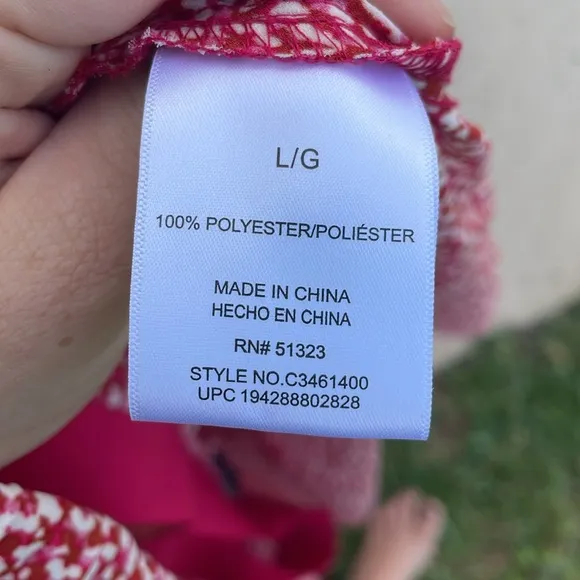 L/G
100% POLYESTER/POLIÉSTER
MADE IN CHINA
HECHO EN CHINA
RN# 51323
STYLE NO.C3461400
UPC 194288802828